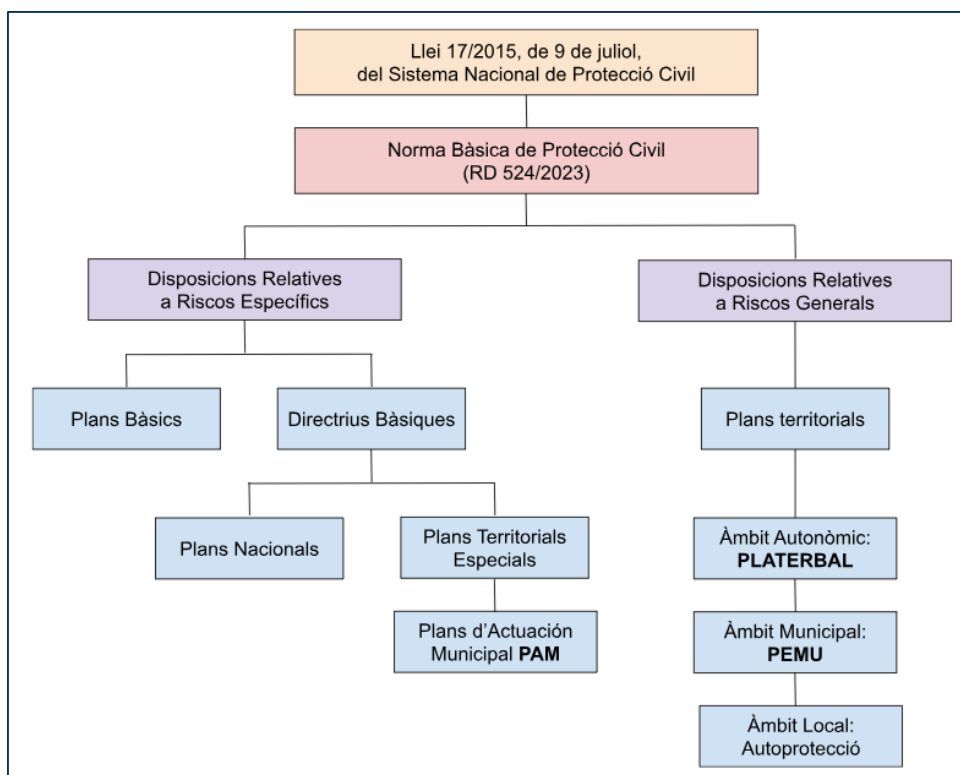 Llei 17/2015, de 9 de juliol,
del Sistema Nacional de Protecció Civil
Norma Bàsica de Protecció Civil
(RD 524/2023)
Disposicions Relatives
a Riscos Específics
Disposicions Relatives
a Riscos Generals
Plans Bàsics
Directrius Bàsiques
Plans territorials
Plans Nacionals
Plans Territorials
Especials
Àmbit Autonòmic:
PLATERBAL
Plans d'Actuación
Municipal PAM
Àmbit Municipal:
PEMU
Àmbit Local:
Autoprotecció